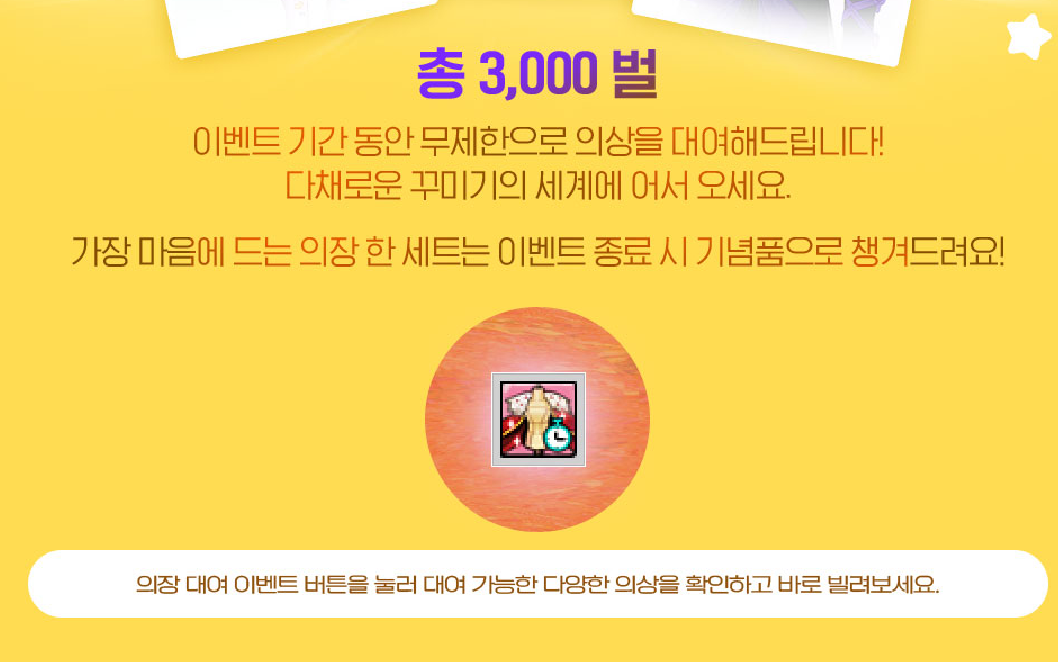 총 3,000 벌
이벤트 기간 동안 무제한으로 의상을 대여해드립니다!
다채로운 꾸미기의 세계에 어서 오세요.
가장 마음에 드는 의장 한 세트는 이벤트 종료 시 기념품으로 챙겨드려요!
의장 대여 이벤트 버튼을 눌러 대여 가능한 다양한 의상을 확인하고 바로 빌려보세요.